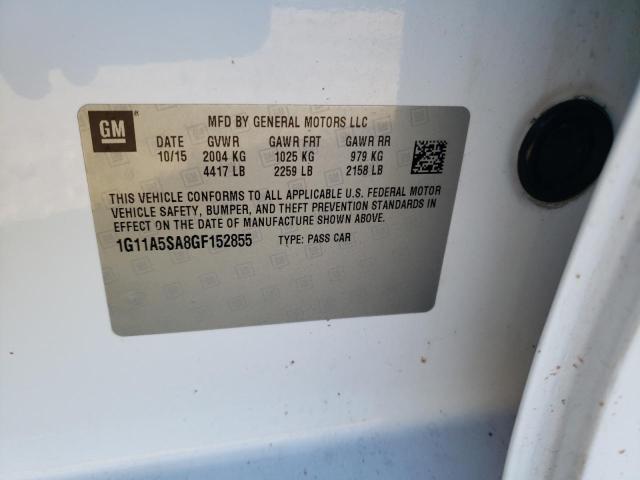 GM
MFD BY GENERAL MOTORS LLC
DATE GVWR GAWR FRT GAWR RR
10/15 2004 KG 1025 KG 979 KG
4417 LB 2259 LB 2158 LB
THIS VEHICLE CONFORMS TO ALL APPLICABLE U.S. FEDERAL MOTOR
VEHICLE SAFETY, BUMPER, AND THEFT PREVENTION STANDARDS IN
EFFECT ON THE DATE OF MANUFACTURE SHOWN ABOVE.
1G11A5SA8GF152855 TYPE: PASS CAR